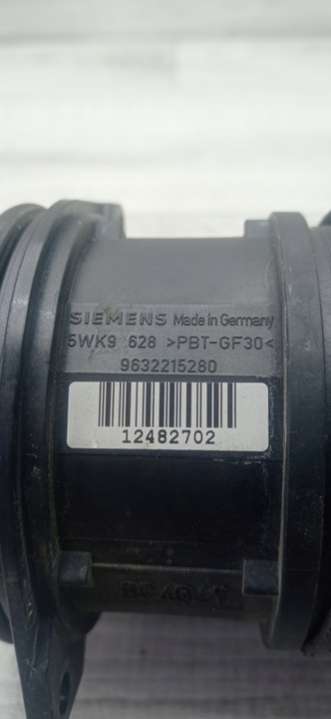 SIEMENS Made in Germany
5WK9 628 >PBT-GF30<
9632215280
12482702